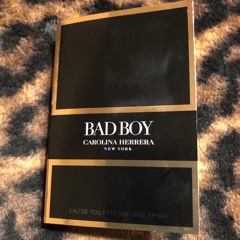 BAD BOY
CAROLINA HERRERA
NEW YORK
EAU DE TOILETTE NATURAL SPRAY